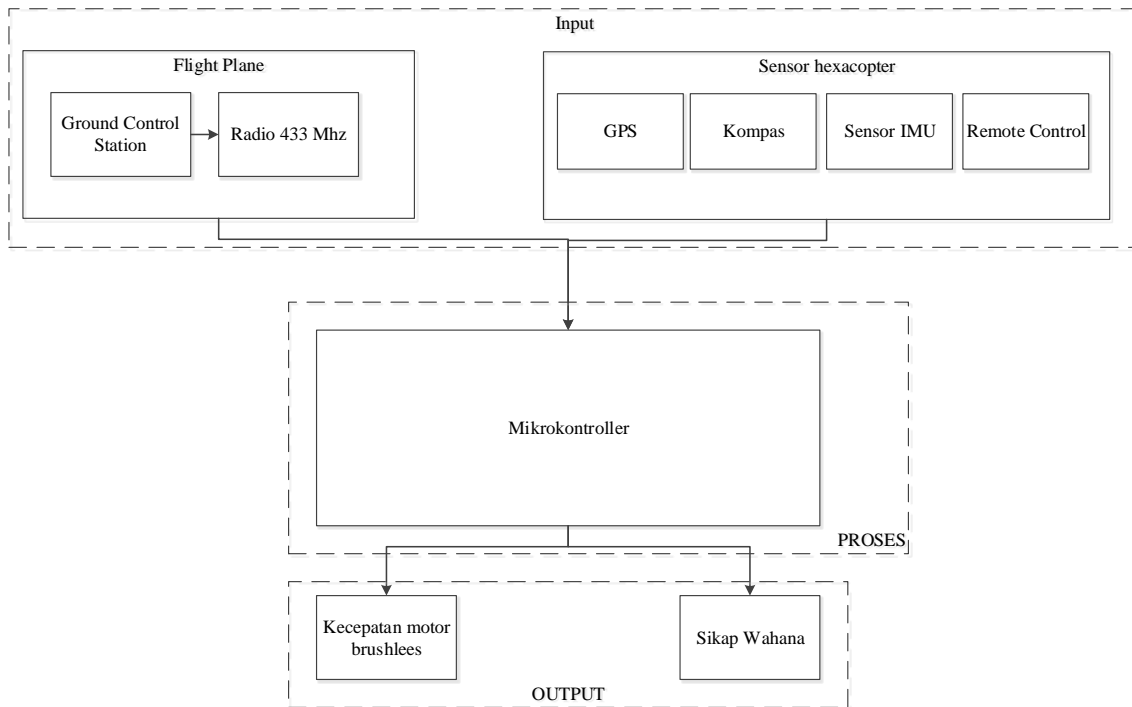 Input
Flight Plane
Ground Control
Station
Radio 433 Mhz
Sensor hexacopter
GPS
Kompas
Sensor IMU
Remote Control
Mikrokontroller
PROSES
Kecepatan motor
brushlees
Sikap Wahana
OUTPUT